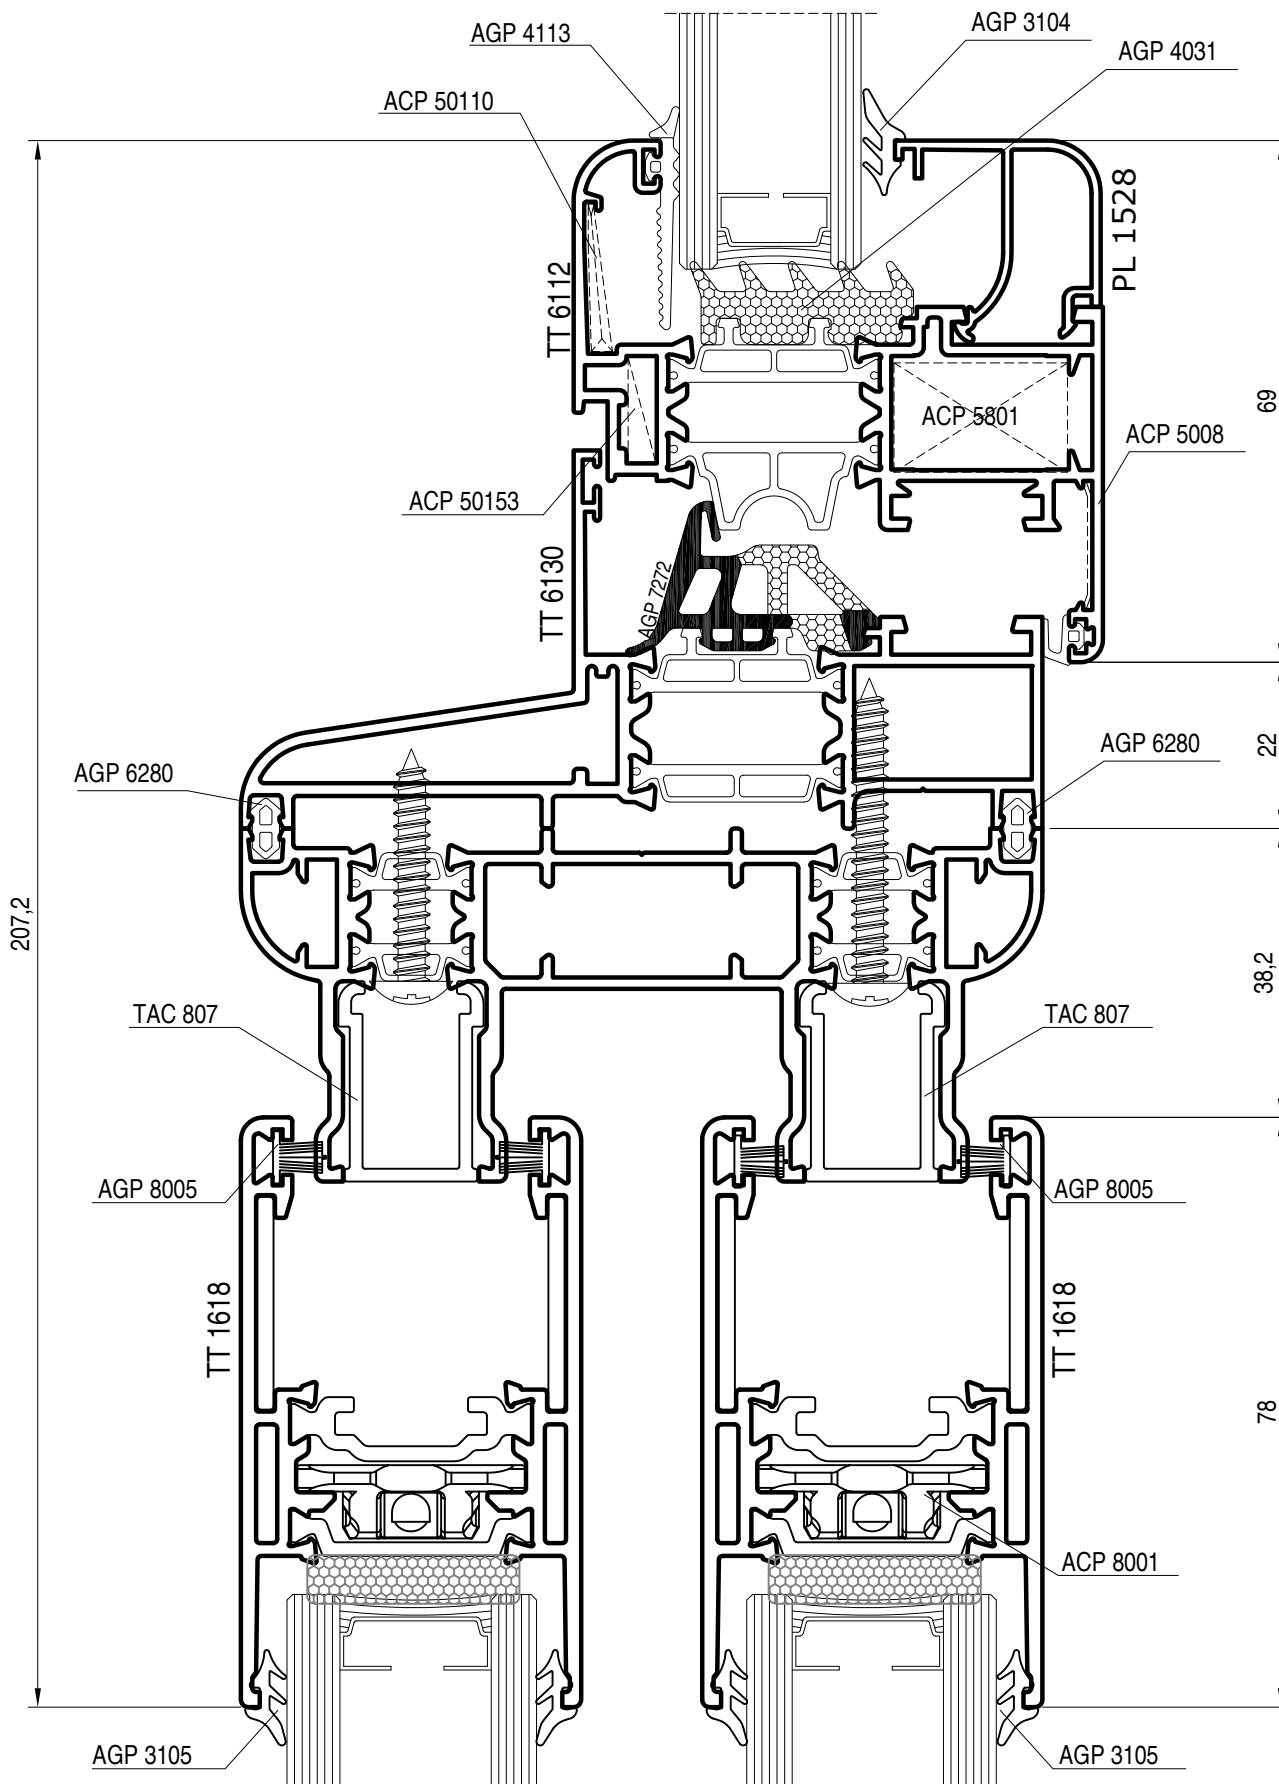 AGP 4113
AGP 3104
AGP 4031
ACP 50110
PL 1528
TT 6112
69
ACP 5801
ACP 5008
ACP 50153
TT 6130
AGP 7272
AGP 6280
22
AGP 6280
207,2
38,2
TAC 807
TAC 807
AGP 8005
AGP 8005
TT 1618
TT 1618
78
ACP 8001
AGP 3105
AGP 3105